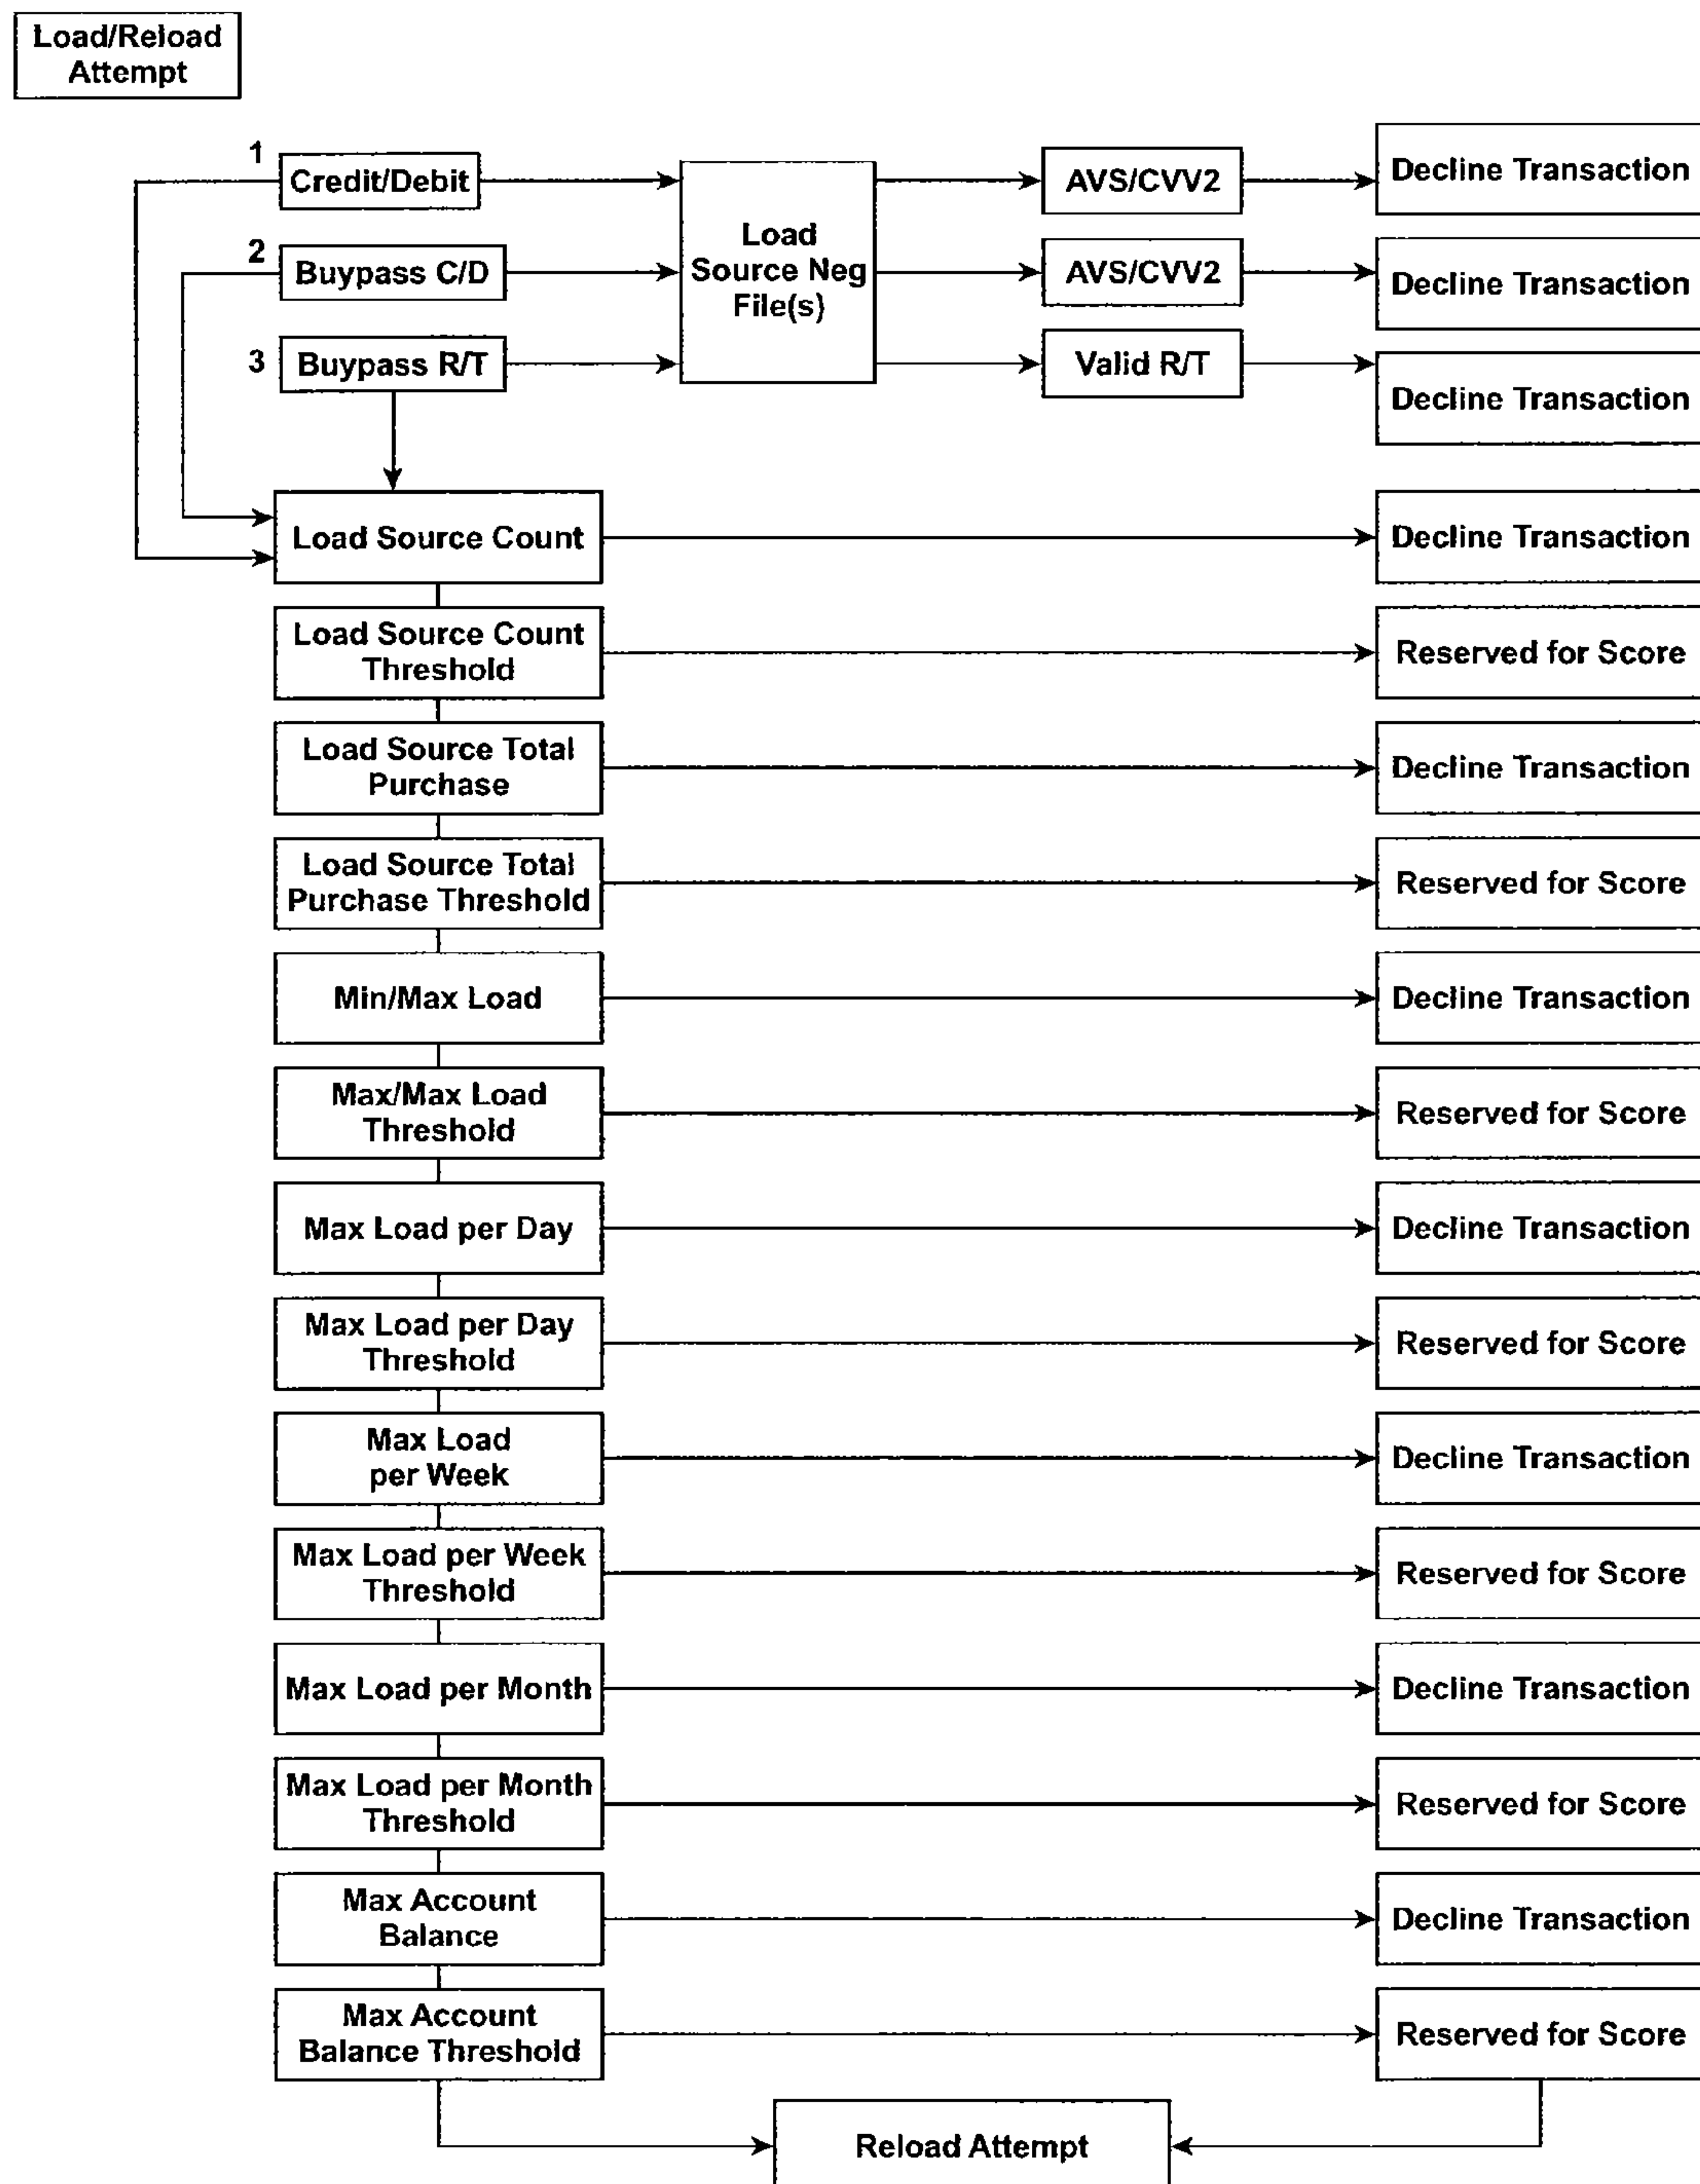 Load/Reload
Attempt
1
Credit/Debit
Load
Source Neg
File(s)
AVS/CVV2
Decline Transaction
2
Buypass C/D
AVS/CVV2
Decline Transaction
3
Buypass R/T
Valid R/T
Decline Transaction
Load Source Count
Decline Transaction
Load Source Count
Threshold
Reserved for Score
Load Source Total
Purchase
Decline Transaction
Load Source Total
Purchase Threshold
Reserved for Score
Min/Max Load
Decline Transaction
Max/Max Load
Threshold
Reserved for Score
Max Load per Day
Decline Transaction
Max Load per Day
Threshold
Reserved for Score
Max Load
per Week
Decline Transaction
Max Load per Week
Threshold
Reserved for Score
Max Load per Month
Decline Transaction
Max Load per Month
Threshold
Reserved for Score
Max Account
Balance
Decline Transaction
Max Account
Balance Threshold
Reserved for Score
Reload Attempt